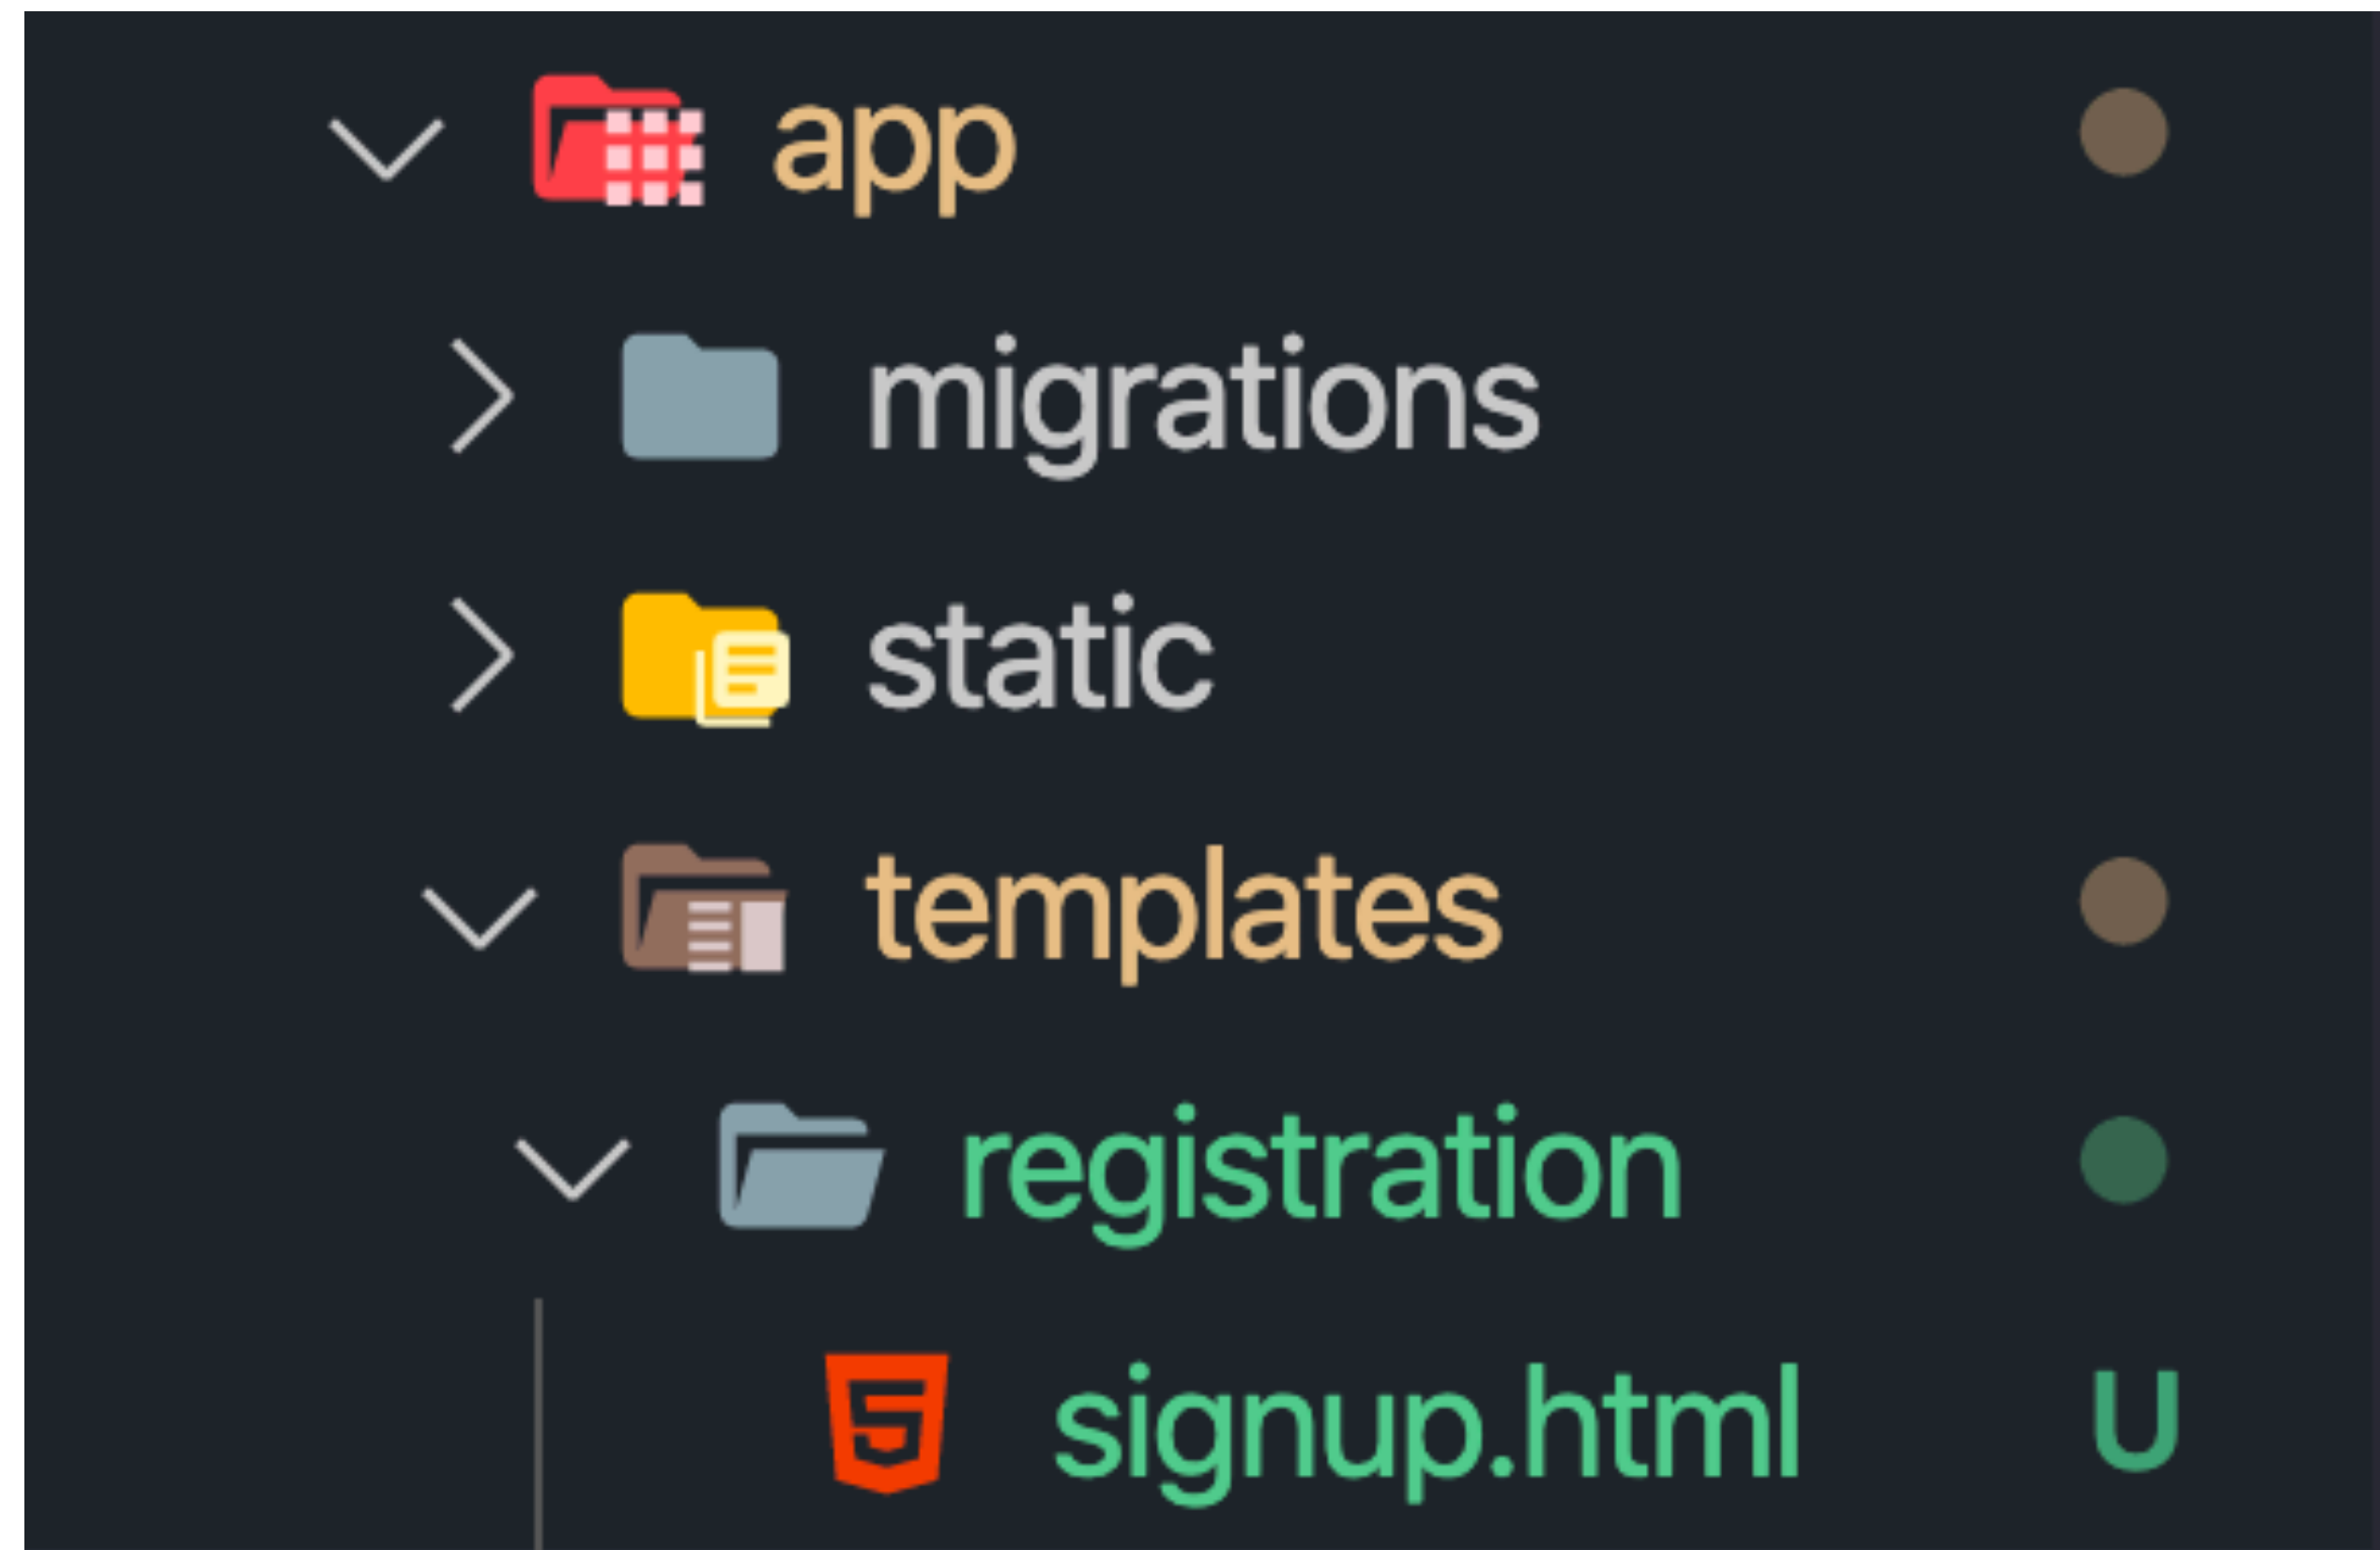 app
migrations
static
templates
registration
signup.html U